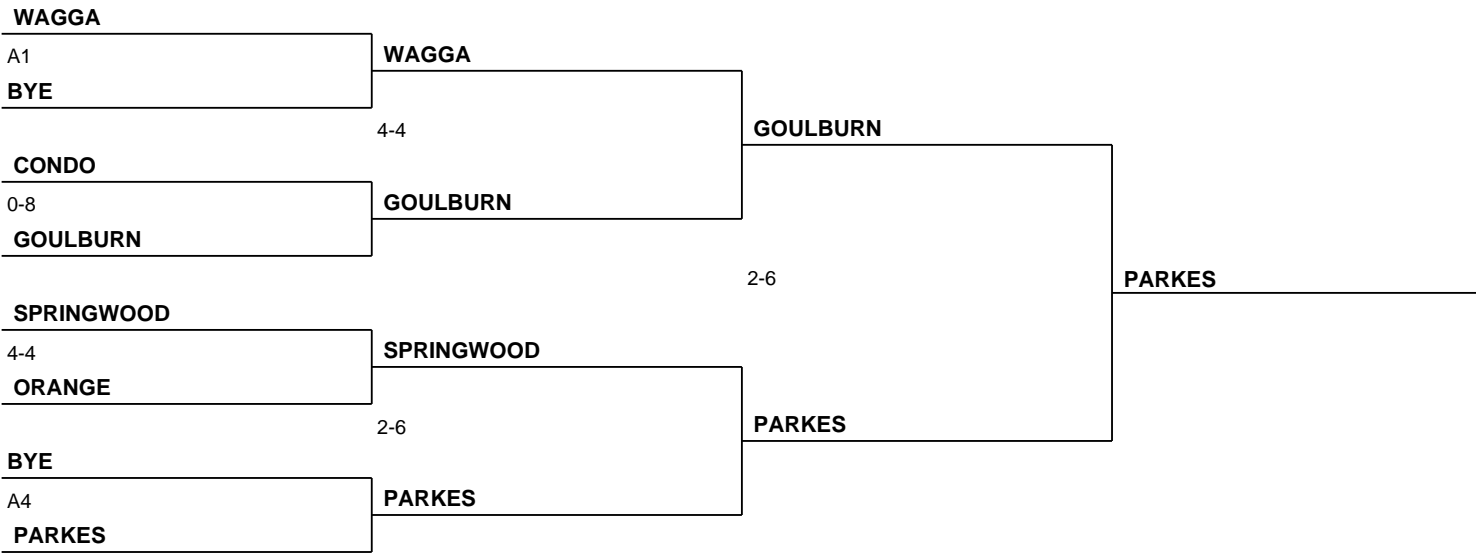 WAGGA
A1
WAGGA
BYE
4-4
GOULBURN
CONDO
0-8
GOULBURN
GOULBURN
2-6
PARKES
SPRINGWOOD
4-4
SPRINGWOOD
ORANGE
2-6
PARKES
BYE
A4
PARKES
PARKES